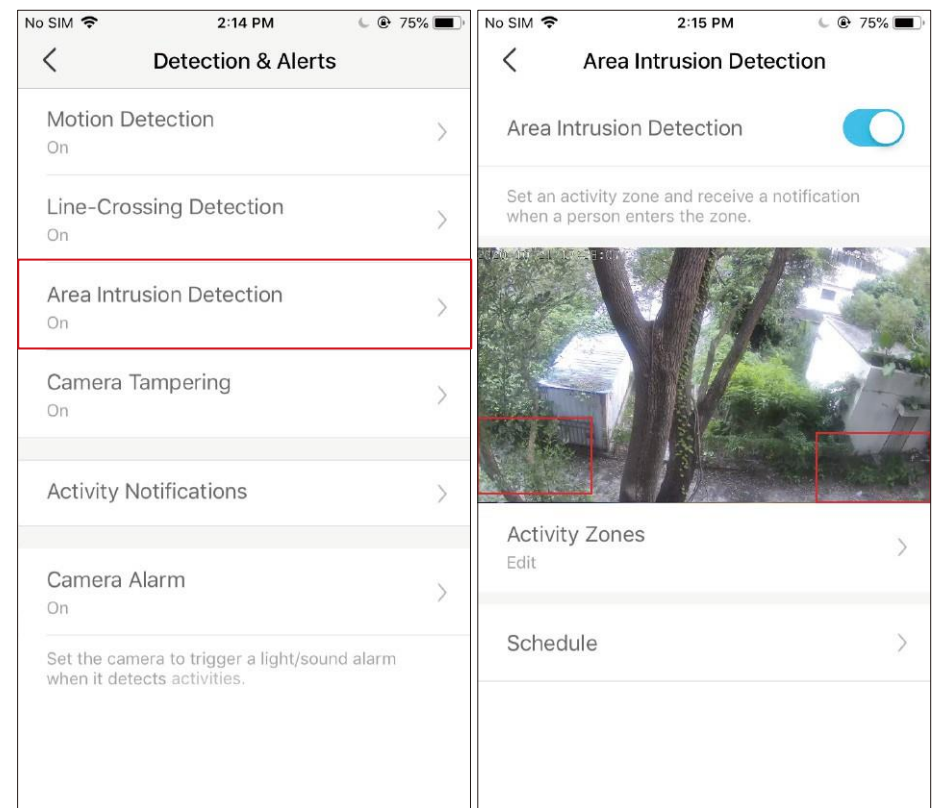 No SIM 2:14 PM 75%
Detection & Alerts
Motion Detection
On
Line-Crossing Detection
On
Area Intrusion Detection
On
Camera Tampering
On
Activity Notifications
Camera Alarm
On
Set the camera to trigger a light/sound alarm
when it detects activities.
No SIM 2:15 PM 75%
Area Intrusion Detection
Area Intrusion Detection
Set an activity zone and receive a notification
when a person enters the zone.
Activity Zones
Edit
Schedule